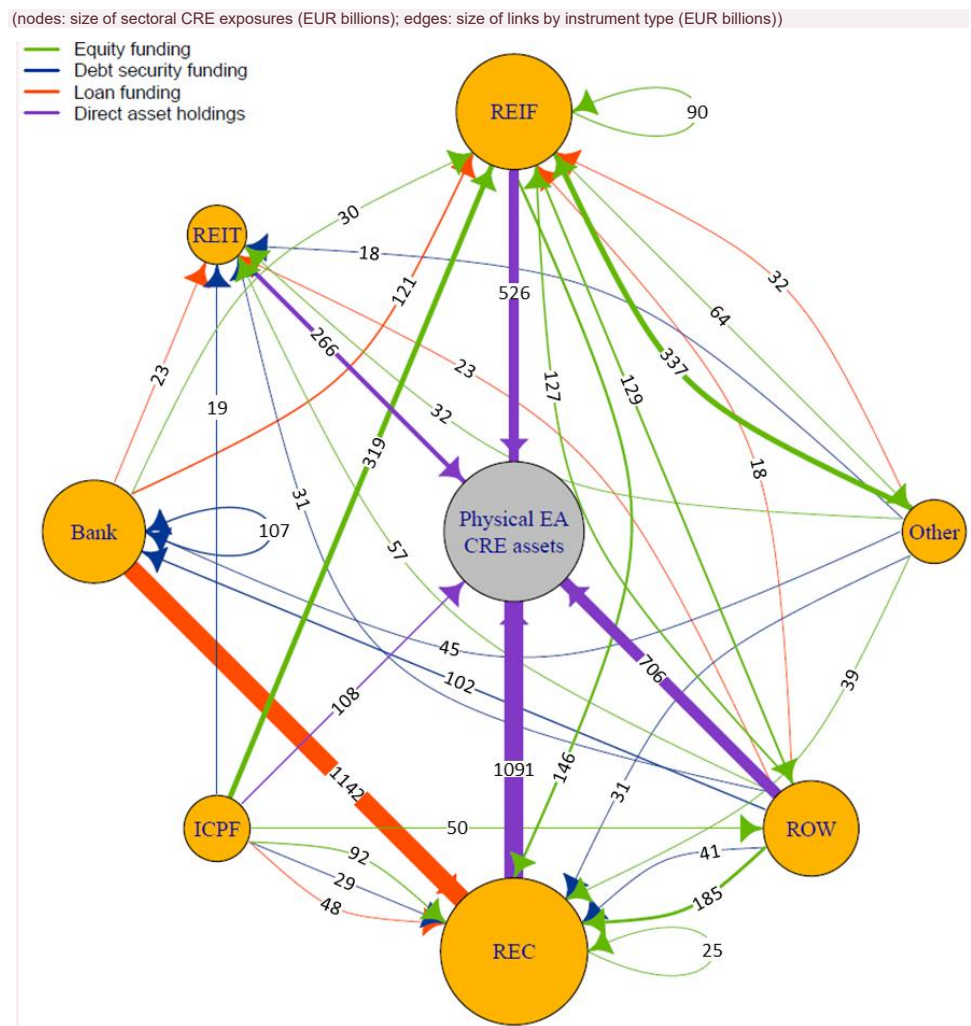 (nodes: size of sectoral CRE exposures (EUR billions); edges: size of links by instrument type (EUR billions))
Equity funding
Debt security funding
Loan funding
Direct asset holdings
REIF
90
30
REIT
18
121
32
526
64
266
337
23
23
127
129
19
32
319
18
31
Bank
107
Physical EA
CRE assets
Other
57
45
102
706
39
108
1142
1091
146
31
ICPF
50
ROW
92
41
29
48
185
REC
25